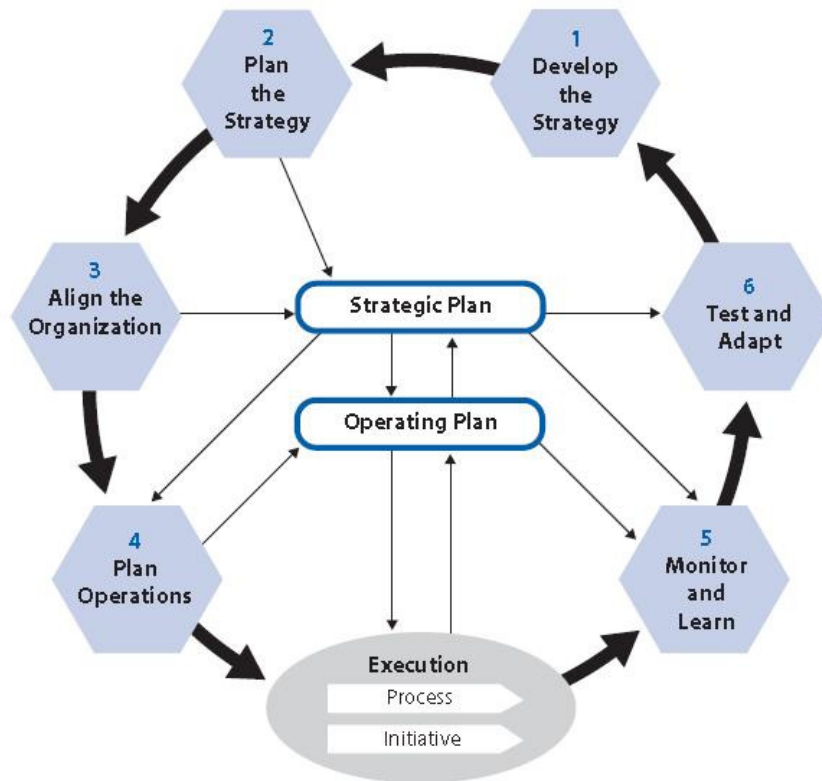 1
Develop
the
Strategy
2
Plan
the
Strategy
3
Align the
Organization
Strategic Plan
6
Test and
Adapt
Operating Plan
4
Plan
Operations
5
Monitor
and
Learn
Execution
Process
Initiative